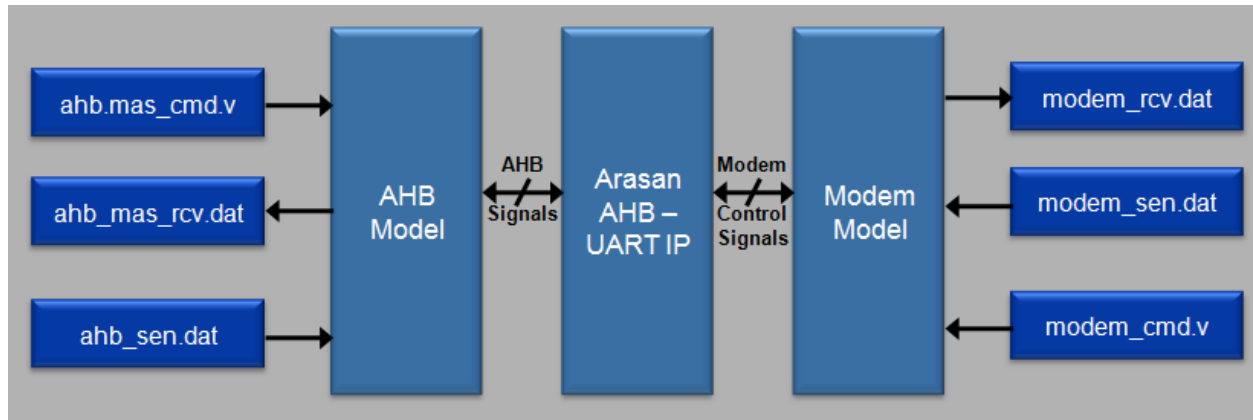 ahb.mas_cmd.v
ahb_mas_rcv.dat
ahb_sen.dat
AHB
Model
AHB
Signals
Arasan
AHB –
UART IP
Modem
Control
Signals
Modem
Model
modem_rcv.dat
modem_sen.dat
modem_cmd.v